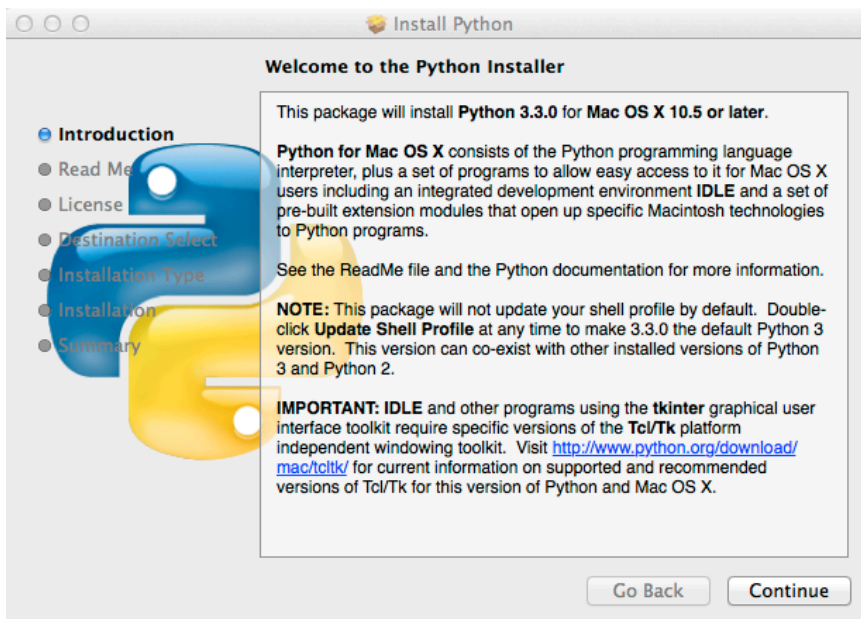 Install Python
Welcome to the Python Installer
Introduction
Read Me
License
Destination Select
Installation Type
Installation
Summary
This package will install Python 3.3.0 for Mac OS X 10.5 or later.
Python for Mac OS X consists of the Python programming language
interpreter, plus a set of programs to allow easy access to it for Mac OS X
users including an integrated development environment IDLE and a set of
pre-built extension modules that open up specific Macintosh technologies
to Python programs.
See the ReadMe file and the Python documentation for more information.
NOTE: This package will not update your shell profile by default. Double-
click Update Shell Profile at any time to make 3.3.0 the default Python 3
version. This version can co-exist with other installed versions of Python
3 and Python 2.
IMPORTANT: IDLE and other programs using the tkinter graphical user
interface toolkit require specific versions of the Tcl/Tk platform
independent windowing toolkit. Visit http://www.python.org/download/
mac/tcltk/ for current information on supported and recommended
versions of Tcl/Tk for this version of Python and Mac OS X.
Go Back
Continue